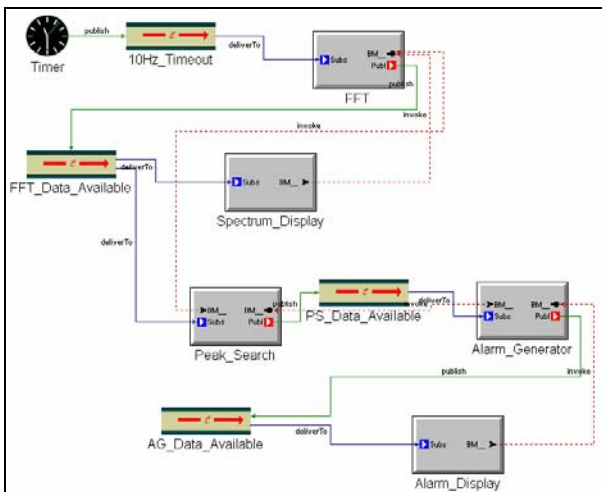 publish
e
deliverTo
Timer
10Hz_Timeout
Subs
BM__
Publ
FFT
publish
invoke
invoke
e
deliverTo
FFT_Data_Available
Subs
BM__
Spectrum_Display
deliverTo
BM__
BM__
Subs
Publ
Peak_Search
publish
e
PS_Data_Available
invoke
deliverTo
BM__
BM__
Subs
Publ
Alarm_Generator
publish
invoke
e
AG_Data_Available
deliverTo
Subs
BM__
Alarm_Display